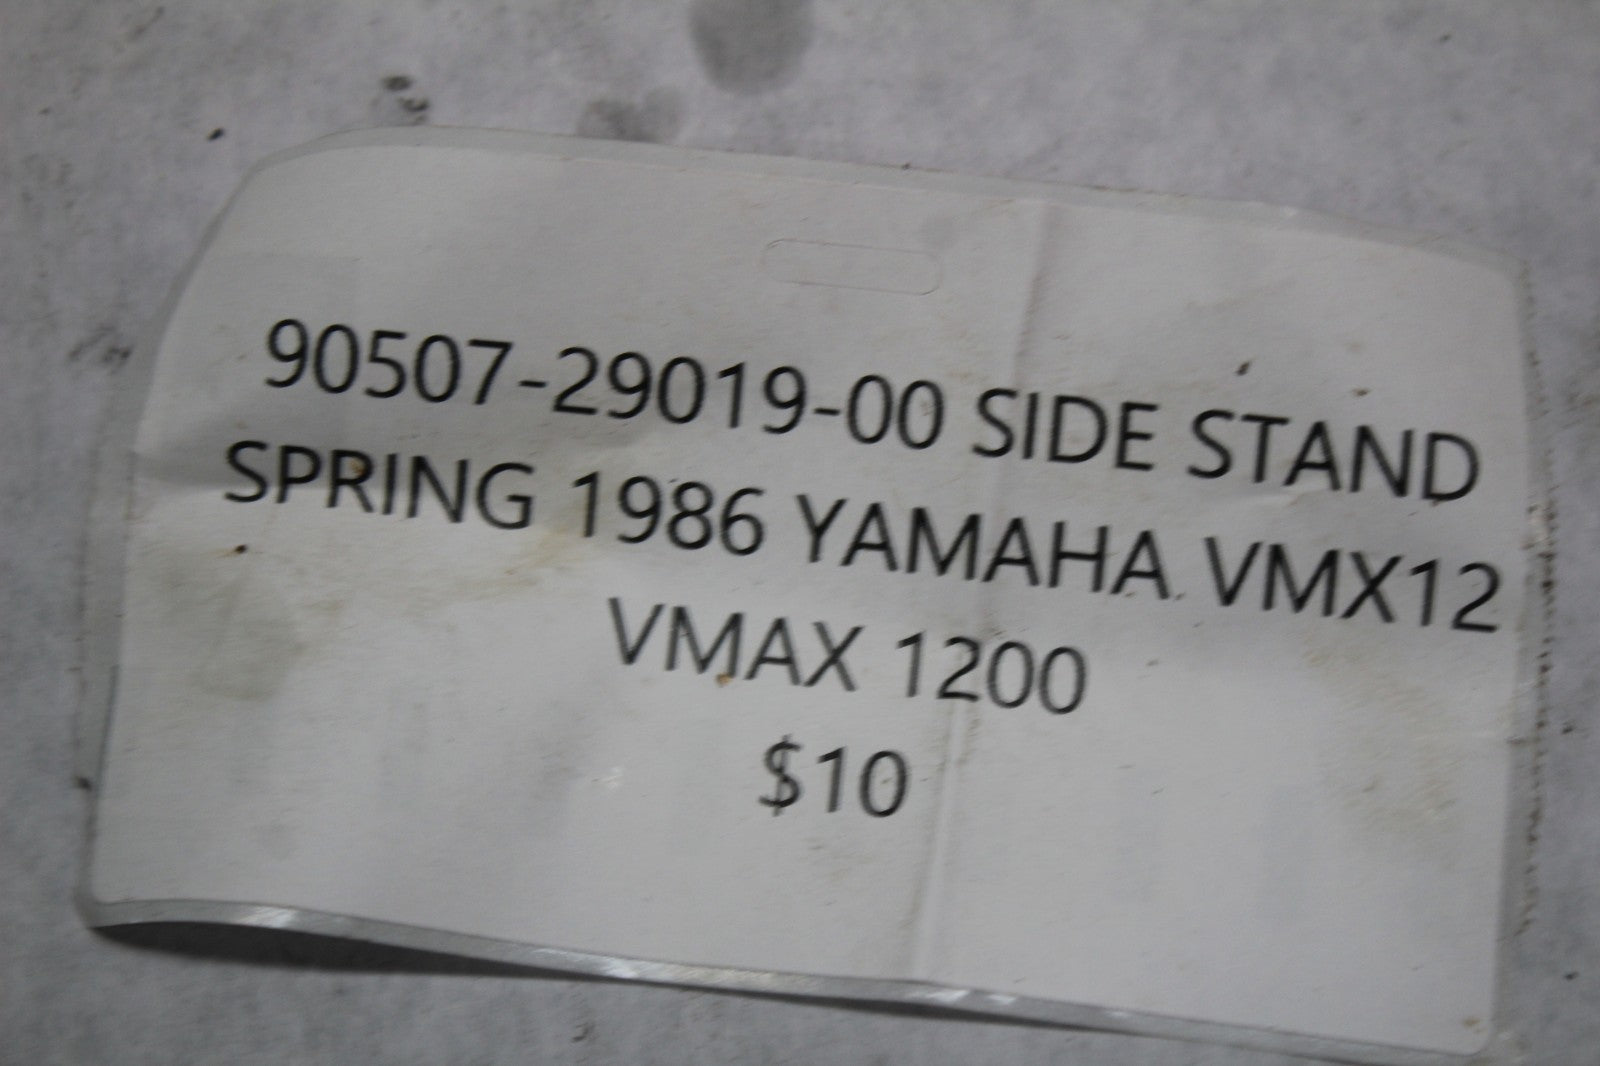 90507-29019-00 SIDE STAND
SPRING 1986 YAMAHA VMX12
VMAX 1200
$10